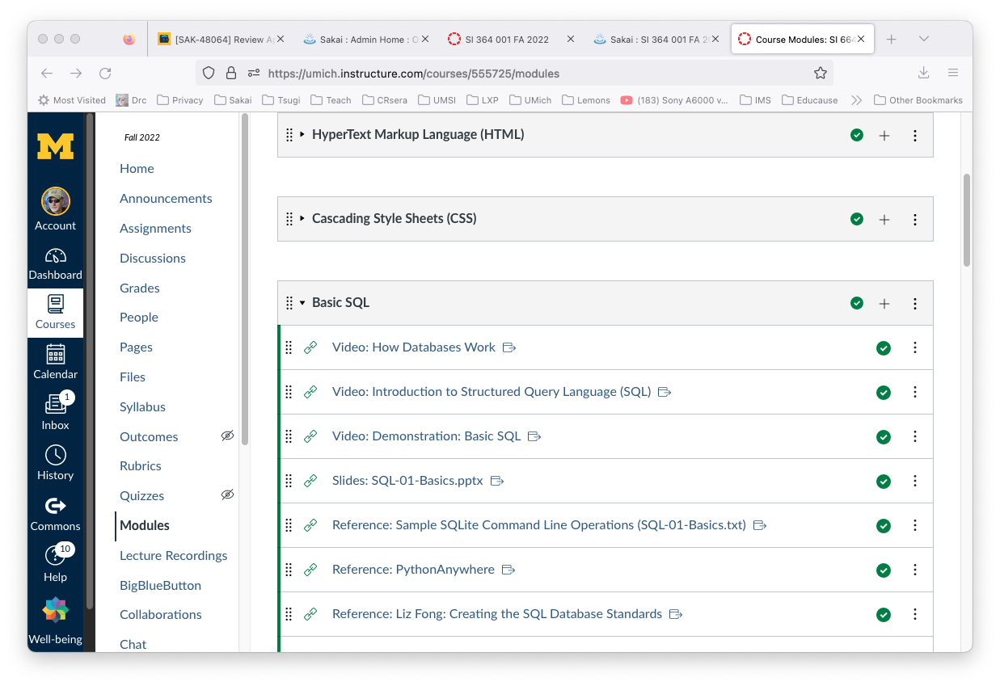 [SAK-48064] Review Ap
Sakai : Admin Home : O
SI 364 001 FA 2022
Sakai : SI 364 001 FA 2
Course Modules: SI 664
https://umich.instructure.com/courses/555725/modules
Most Visited
Drc
Privacy
Sakai
Tsugi
Teach
CRsera
UMSI
LXP
UMich
Lemons
(183) Sony A6000 v...
IMS
Educause
Other Bookmarks
M
Account
Dashboard
Courses
Calendar
1
Inbox
History
Commons
10
Help
Well-being
Fall 2022
Home
Announcements
Assignments
Discussions
Grades
People
Pages
Files
Syllabus
Outcomes
Rubrics
Quizzes
Modules
Lecture Recordings
BigBlueButton
Collaborations
Chat
HyperText Markup Language (HTML)
Cascading Style Sheets (CSS)
Basic SQL
Video: How Databases Work
Video: Introduction to Structured Query Language (SQL)
Video: Demonstration: Basic SQL
Slides: SQL-01-Basics.pptx
Reference: Sample SQLite Command Line Operations (SQL-01-Basics.txt)
Reference: PythonAnywhere
Reference: Liz Fong: Creating the SQL Database Standards